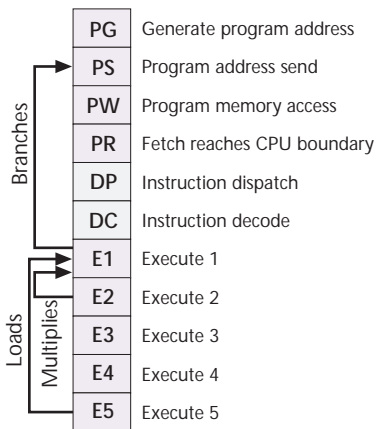 PG Generate program address
PS Program address send
PW Program memory access
PR Fetch reaches CPU boundary
DP Instruction dispatch
DC Instruction decode
E1 Execute 1
E2 Execute 2
E3 Execute 3
E4 Execute 4
E5 Execute 5
Branches
Loads
Multiplies